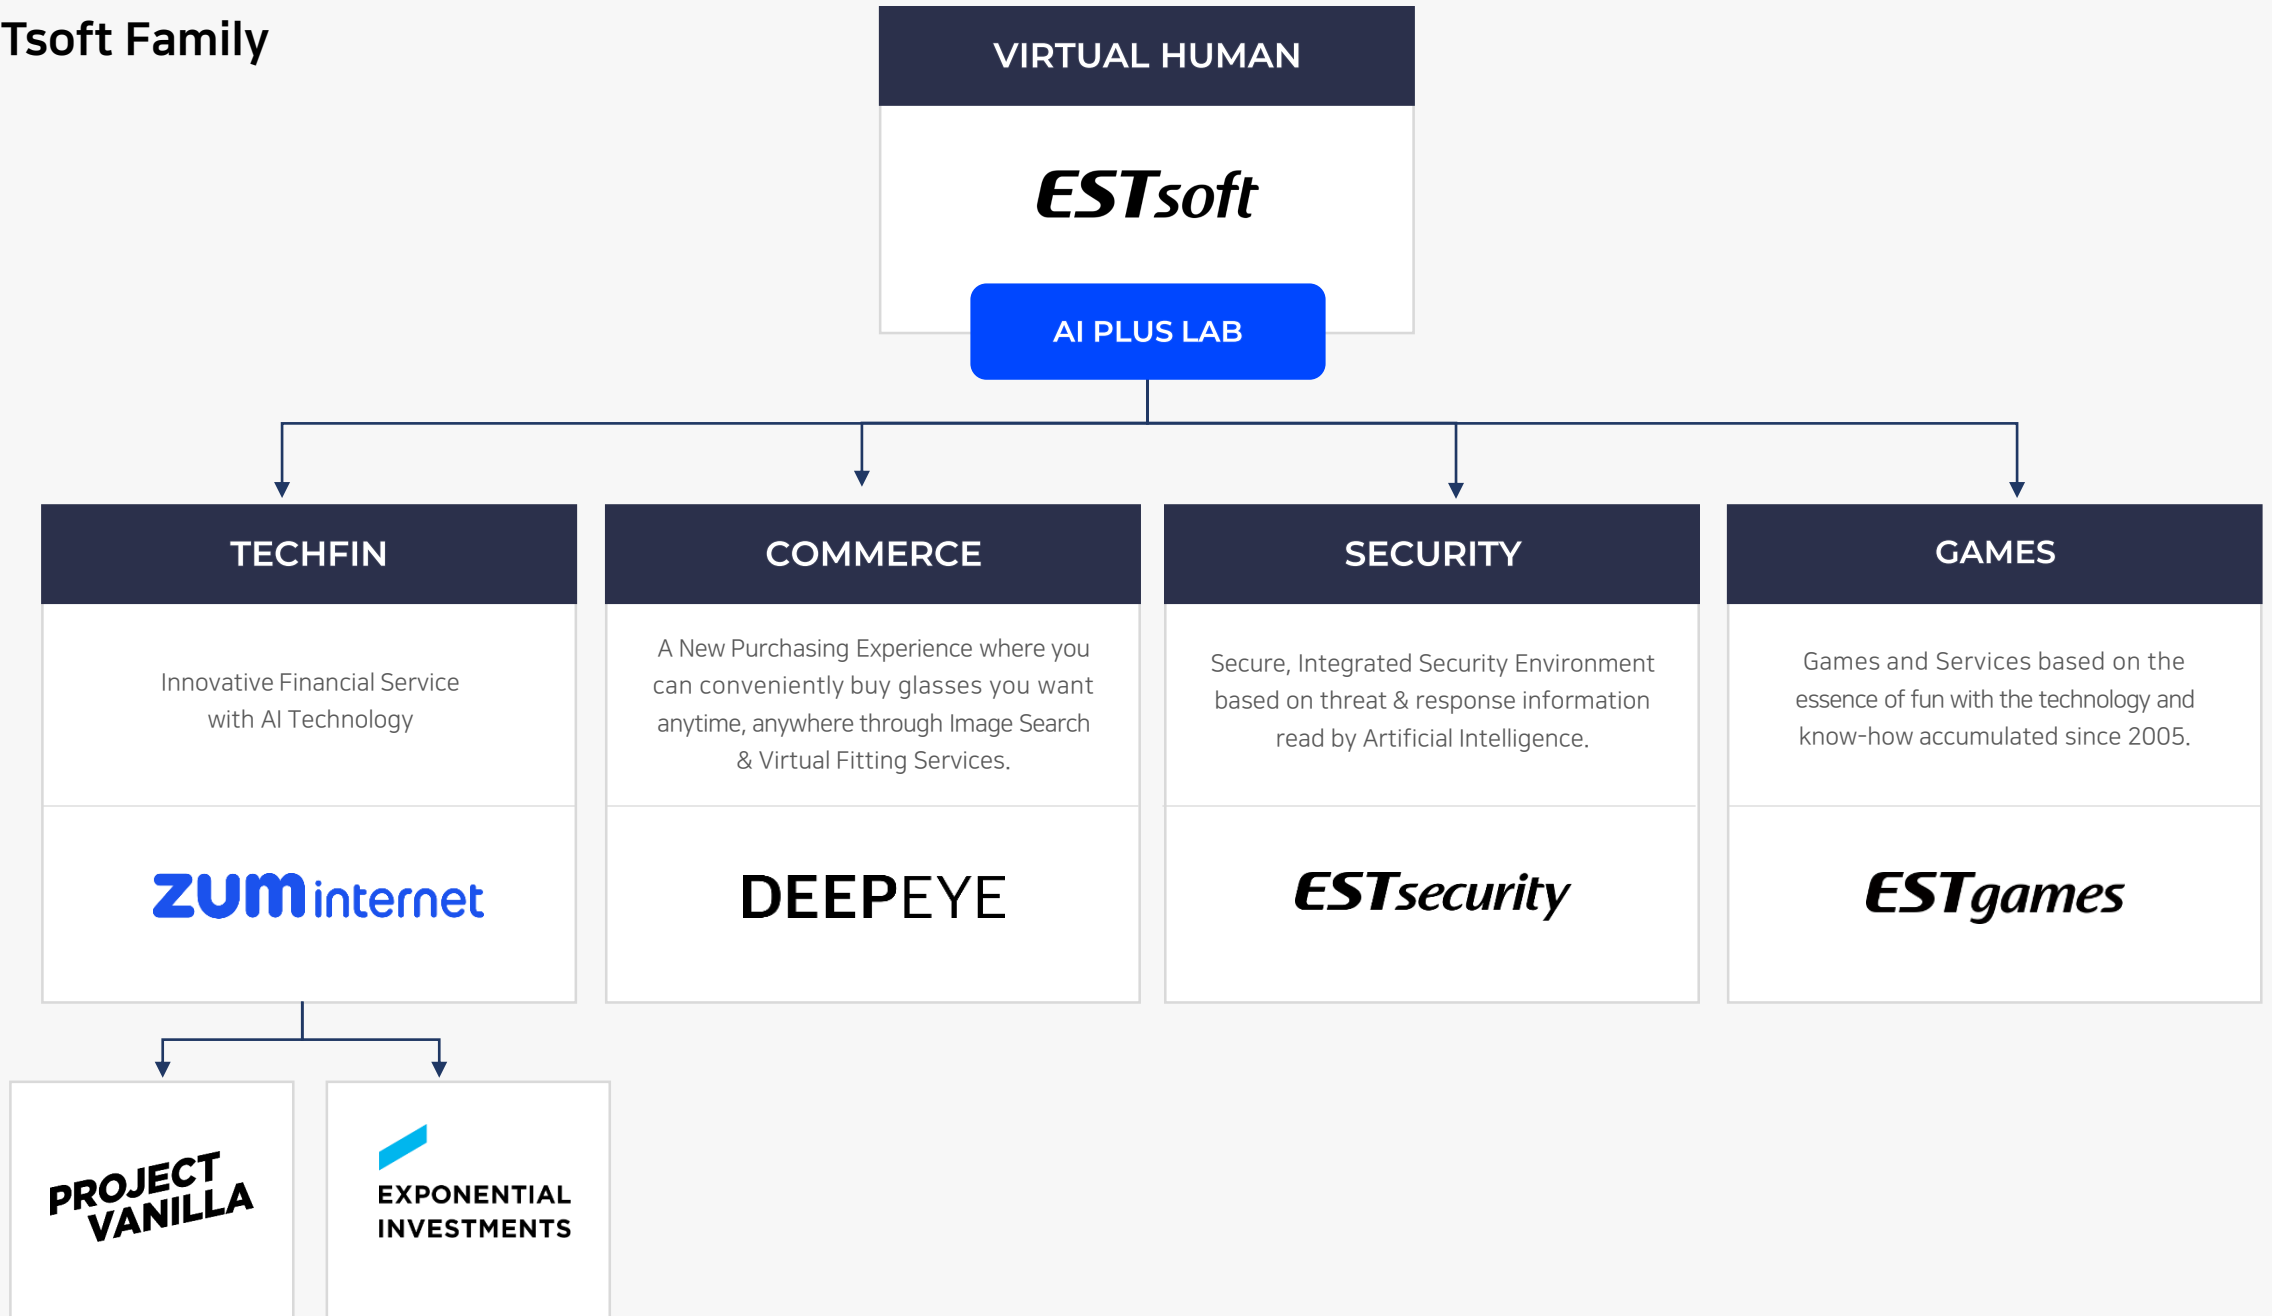 Tsoft Family
VIRTUAL HUMAN
ESTsoft
AI PLUS LAB
TECHFIN
Innovative Financial Service
with AI Technology
ZUM internet
COMMERCE
A New Purchasing Experience where you
can conveniently buy glasses you want
anytime, anywhere through Image Search
& Virtual Fitting Services.
DEEPEYE
SECURITY
Secure, Integrated Security Environment
based on threat & response information
read by Artificial Intelligence.
ESTsecurity
GAMES
Games and Services based on the
essence of fun with the technology and
know-how accumulated since 2005.
ESTgames
PROJECT
VANILLA
EXPONENTIAL
INVESTMENTS